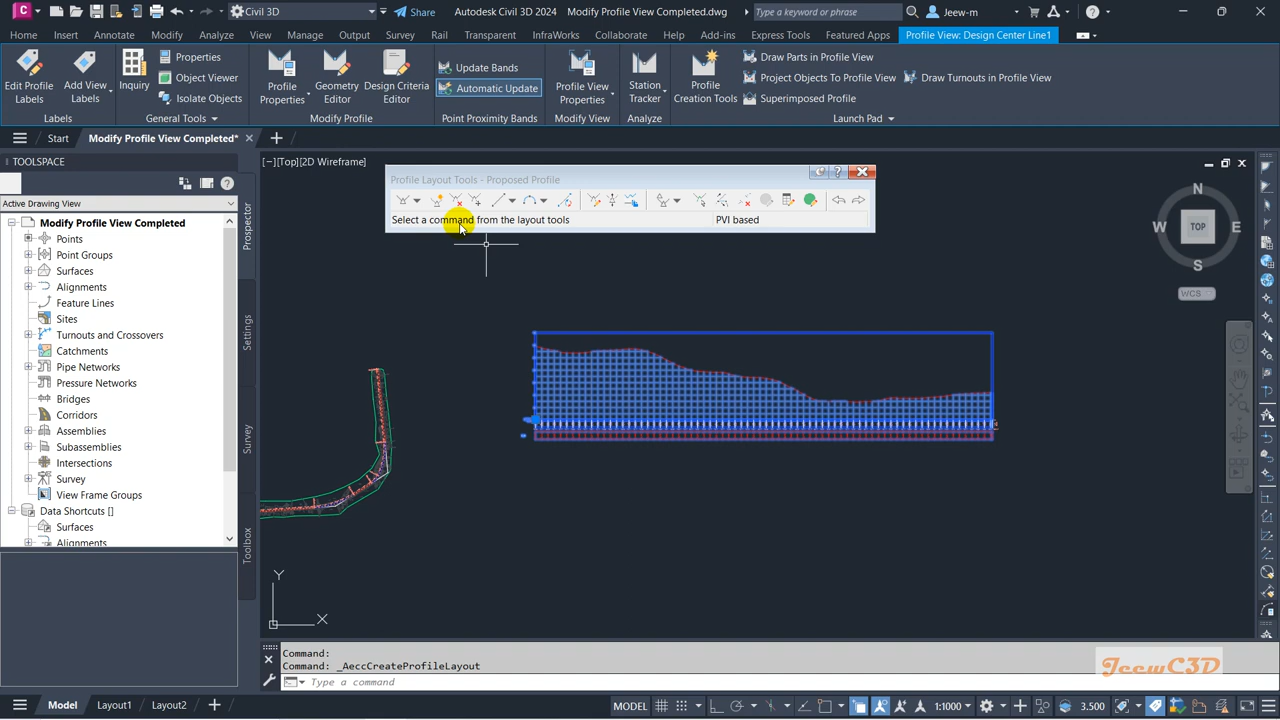 Civil 3D
Share
Autodesk Civil 3D 2024 Modify Profile View Completed.dwg
Type a keyword or phrase
Jeew-m
Home Insert Annotate Modify Analyze View Manage Output Survey Rail Transparent InfraWorks Collaborate Help Add-ins Express Tools Featured Apps Profile View: Design Center Line1
Edit Profile Labels
Add View Labels
Labels
Inquiry
Properties
Object Viewer
Isolate Objects
General Tools
Profile Properties
Geometry Editor
Design Criteria Editor
Modify Profile
Update Bands
Automatic Update
Point Proximity Bands
Profile View Properties
Modify View
Station Tracker
Analyze
Profile Creation Tools
Draw Parts in Profile View
Project Objects To Profile View
Superimposed Profile
Draw Turnouts in Profile View
Launch Pad
Start
Modify Profile View Completed*
TOOLSPACE
Active Drawing View
Modify Profile View Completed
Points
Point Groups
Surfaces
Alignments
Feature Lines
Sites
Turnouts and Crossovers
Catchments
Pipe Networks
Pressure Networks
Bridges
Corridors
Assemblies
Subassemblies
Intersections
Survey
View Frame Groups
Data Shortcuts []
Surfaces
Alignments
Prospector
Settings
Survey
Toolbox
[−][Top][2D Wireframe]
Profile Layout Tools - Proposed Profile
Select a command from the layout tools
PVI based
N
W TOP E
S
WCS
Y
X
Command:
Command: _AeccCreateProfileLayout
Type a command
JeewC3D
Model Layout1 Layout2
MODEL
1:1000
3.500